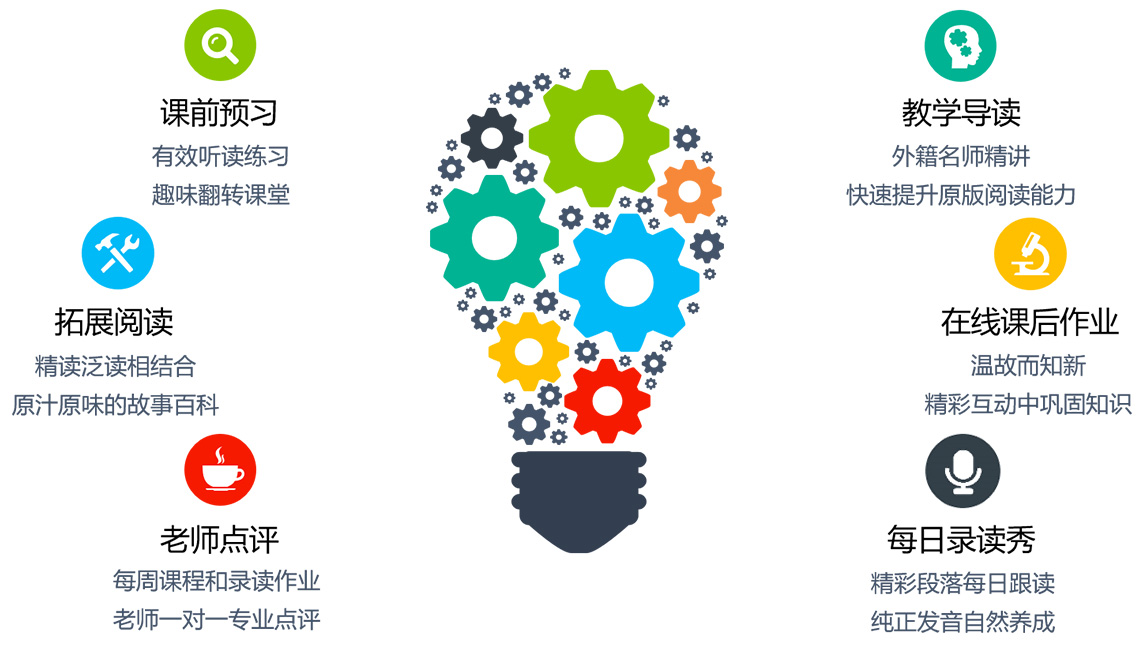 课前预习
有效听读练习
趣味翻转课堂
教学导读
外籍名师精讲
快速提升原版阅读能力
拓展阅读
精读泛读相结合
原汁原味的故事百科
在线课后作业
温故而知新
精彩互动中巩固知识
老师点评
每周课程和录读作业
老师一对一专业点评
每日录读秀
精彩段落每日跟读
纯正发音自然养成